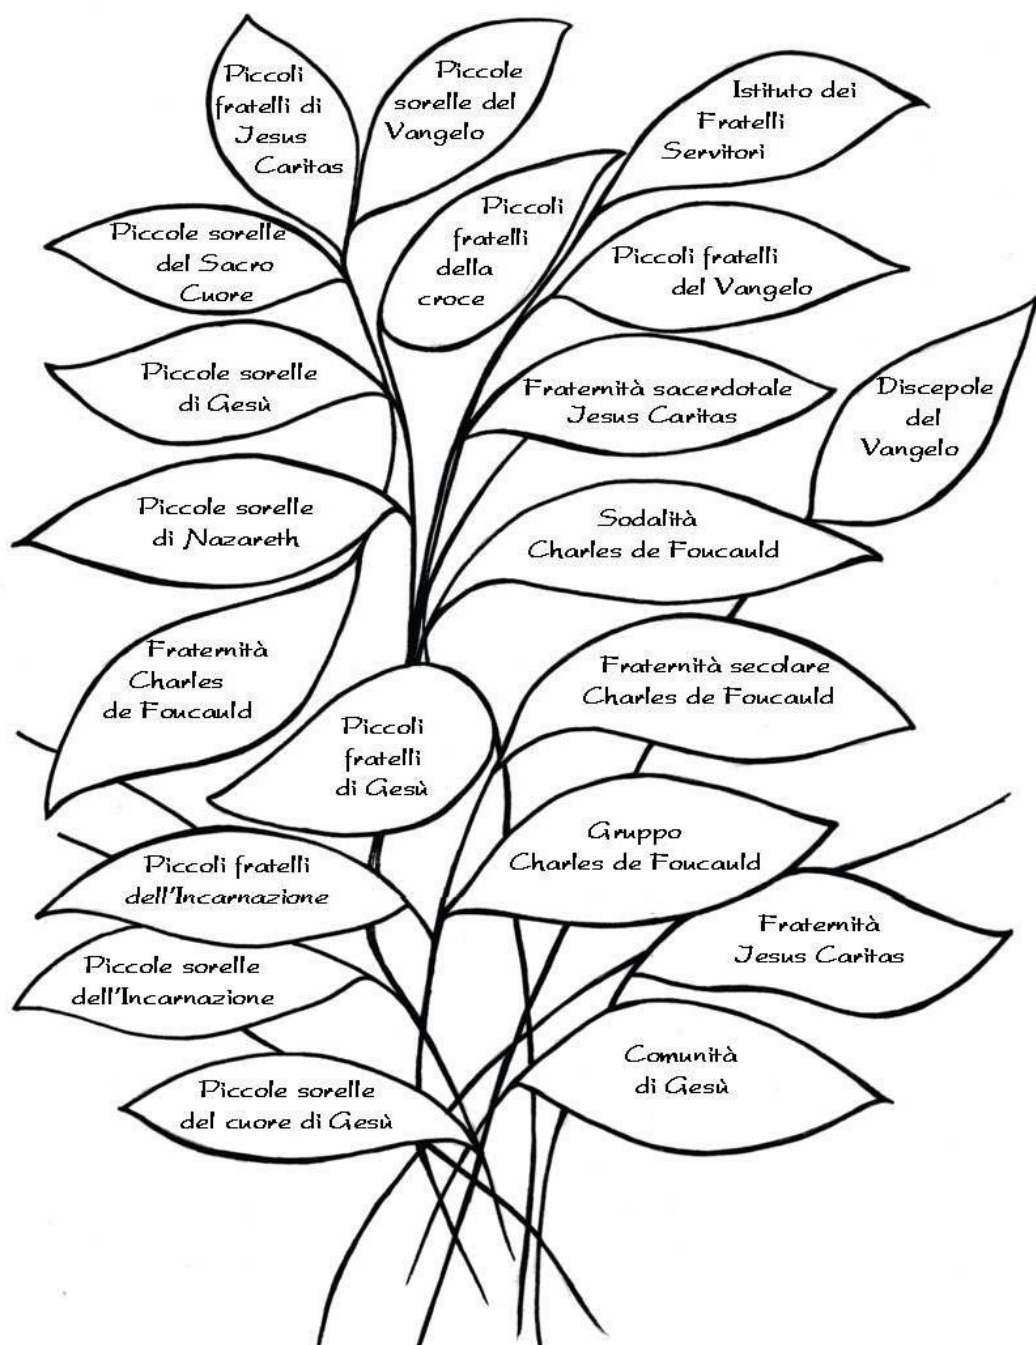 Piccoli
fratelli di
Jesus
Caritas
Piccole
sorelle del
Vangelo
Istituto dei
Fratelli
Servitori
Piccole sorelle
del Sacro
Cuore
Piccoli
fratelli
della
croce
Piccoli fratelli
del Vangelo
Piccole sorelle
di Gesù
Fraternità sacerdotale
Jesus Caritas
Discepole
del
Vangelo
Piccole sorelle
di Nazareth
Sodalità
Charles de Foucauld
Fraternità
Charles
de Foucauld
Piccoli
fratelli
di Gesù
Fraternità secolare
Charles de Foucauld
Piccoli fratelli
dell'Incarnazione
Gruppo
Charles de Foucauld
Piccole sorelle
dell'Incarnazione
Fraternità
Jesus Caritas
Piccole sorelle
del cuore di Gesù
Comunità
di Gesù